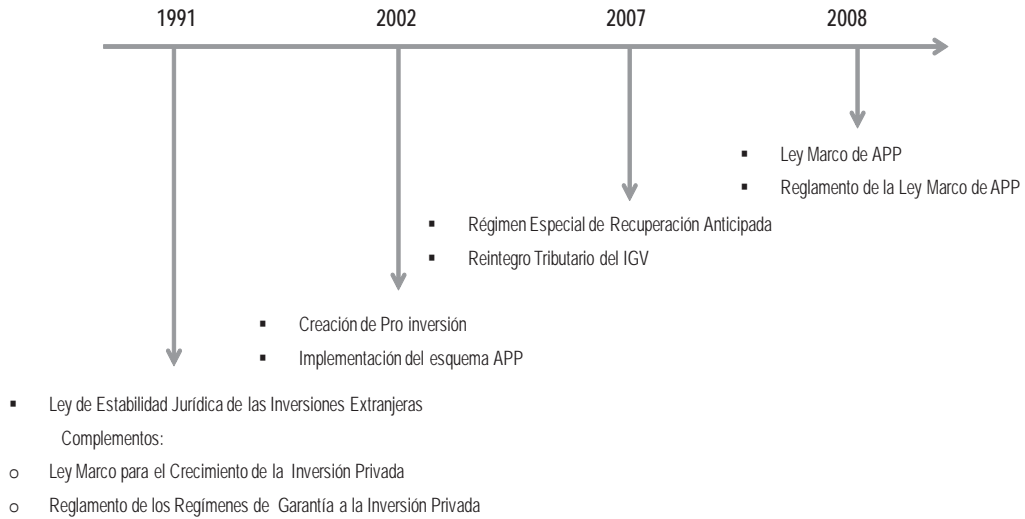 1991 2002 2007 2008
▪ Ley Marco de APP
▪ Reglamento de la Ley Marco de APP
▪ Régimen Especial de Recuperación Anticipada
▪ Reintegro Tributario del IGV
▪ Creación de Pro inversión
▪ Implementación del esquema APP
▪ Ley de Estabilidad Jurídica de las Inversiones Extranjeras
Complementos:
o Ley Marco para el Crecimiento de la Inversión Privada
o Reglamento de los Regímenes de Garantía a la Inversión Privada